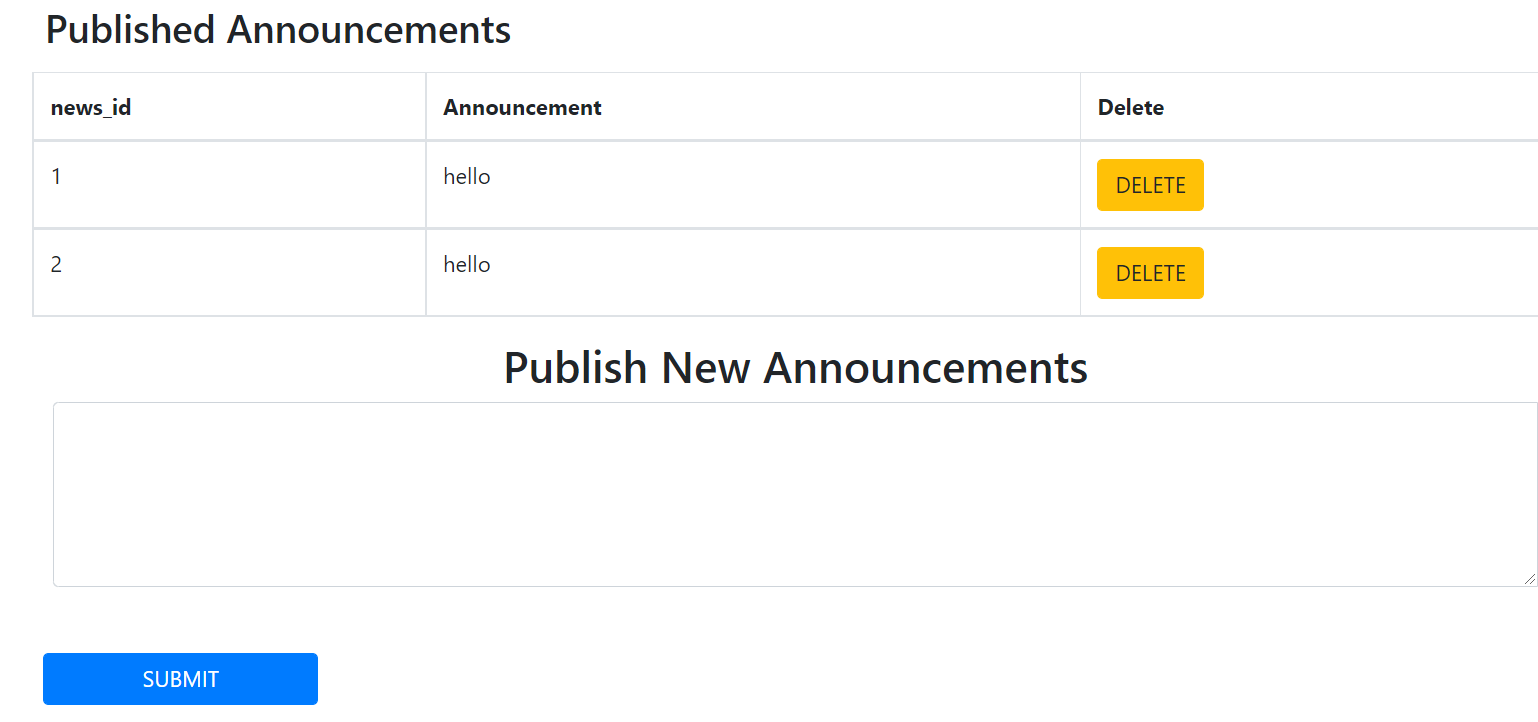 Published Announcements
news_id Announcement Delete
1 hello DELETE
2 hello DELETE
Publish New Announcements
SUBMIT